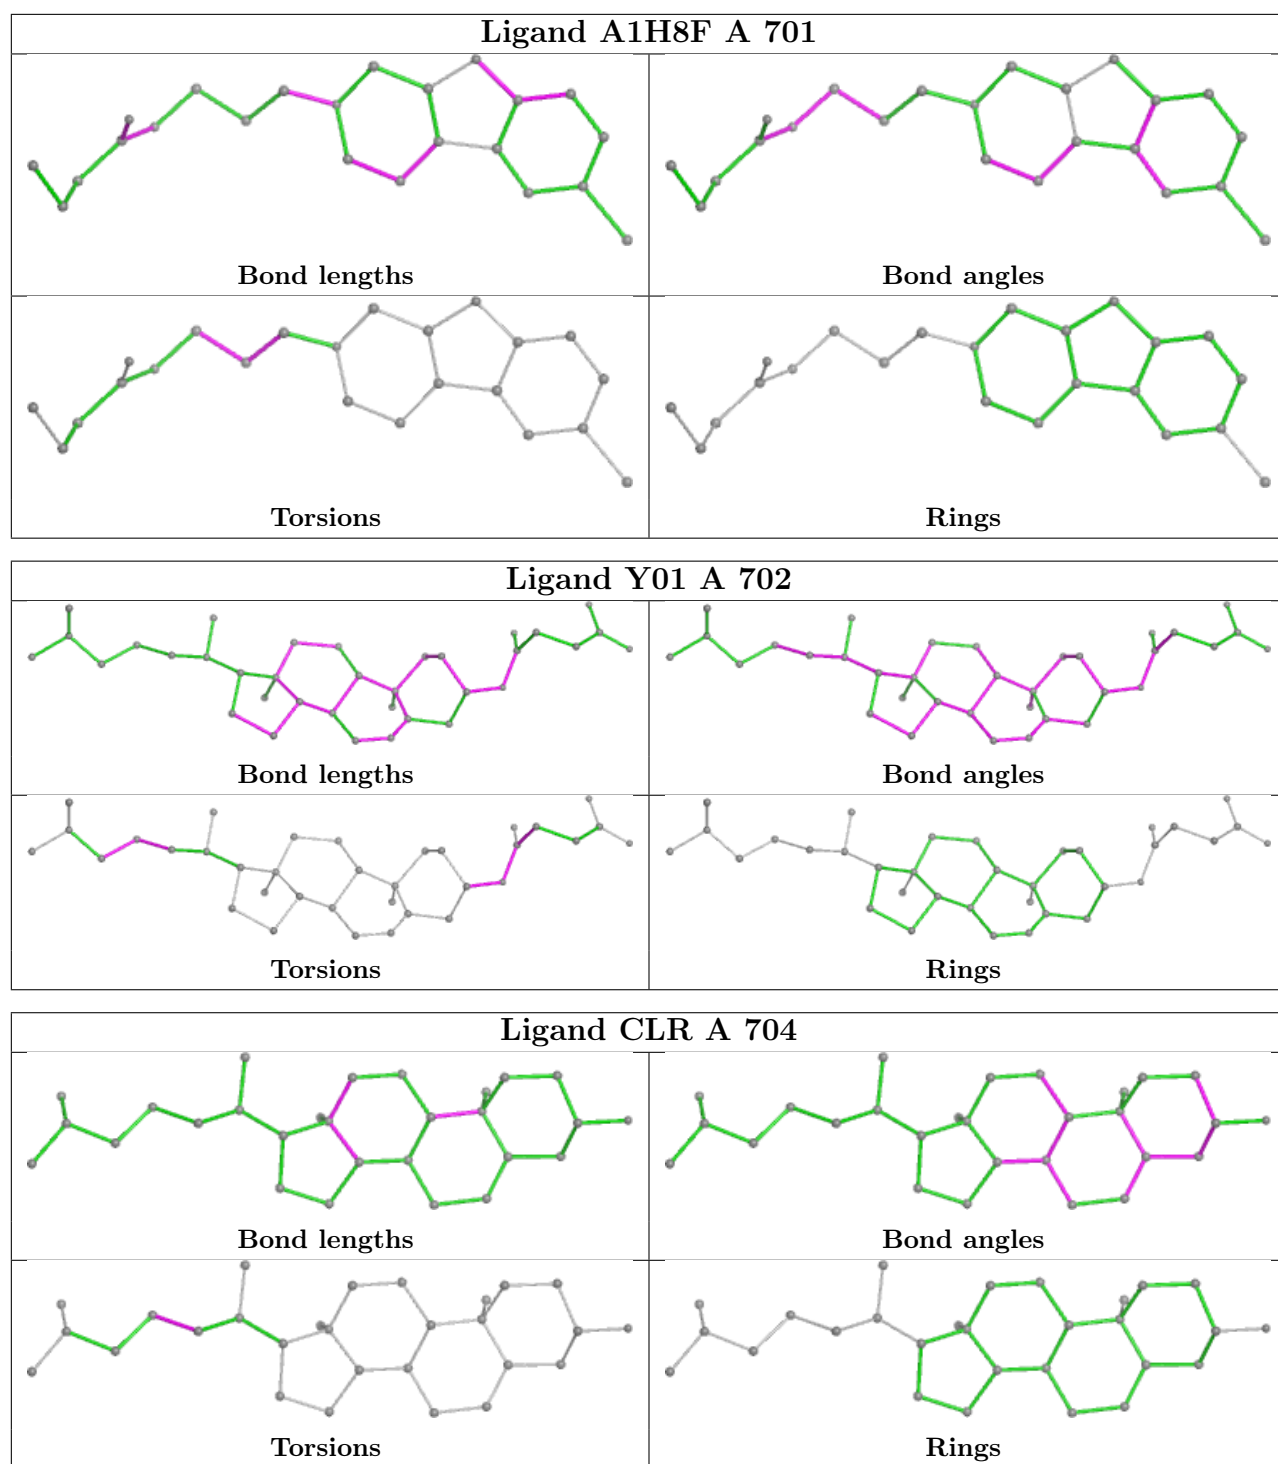 Ligand A1H8F A 701
Bond lengths
Bond angles
Torsions
Rings
Ligand Y01 A 702
Bond lengths
Bond angles
Torsions
Rings
Ligand CLR A 704
Bond lengths
Bond angles
Torsions
Rings